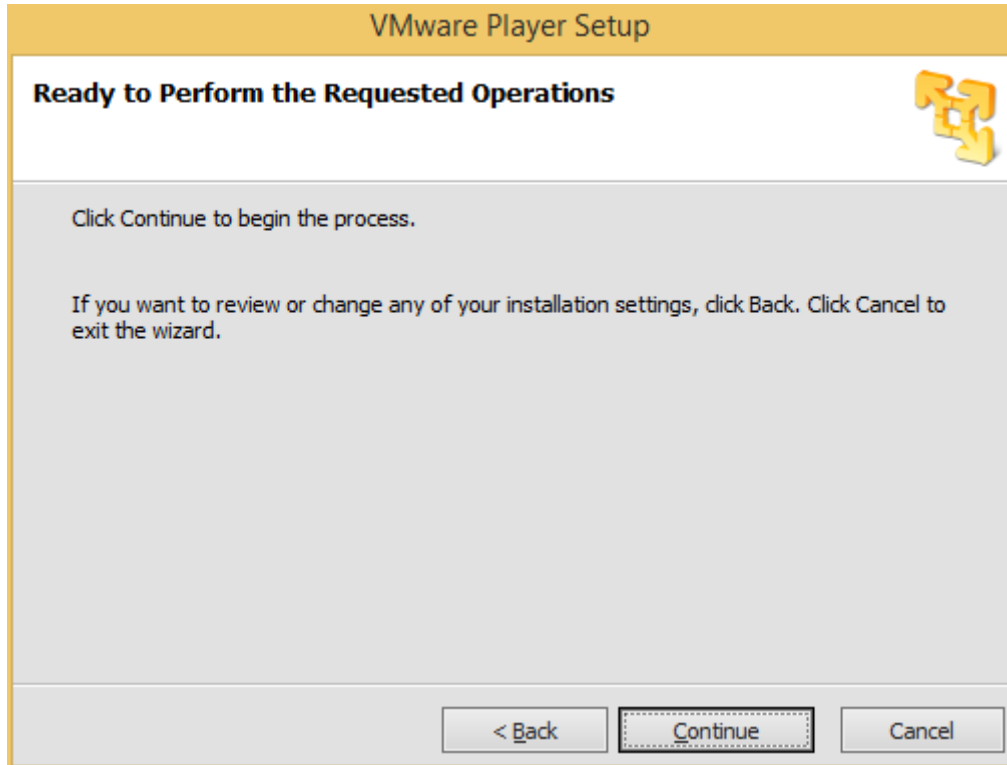 VMware Player Setup
Ready to Perform the Requested Operations
Click Continue to begin the process.
If you want to review or change any of your installation settings, click Back. Click Cancel to
exit the wizard.
< Back
Continue
Cancel